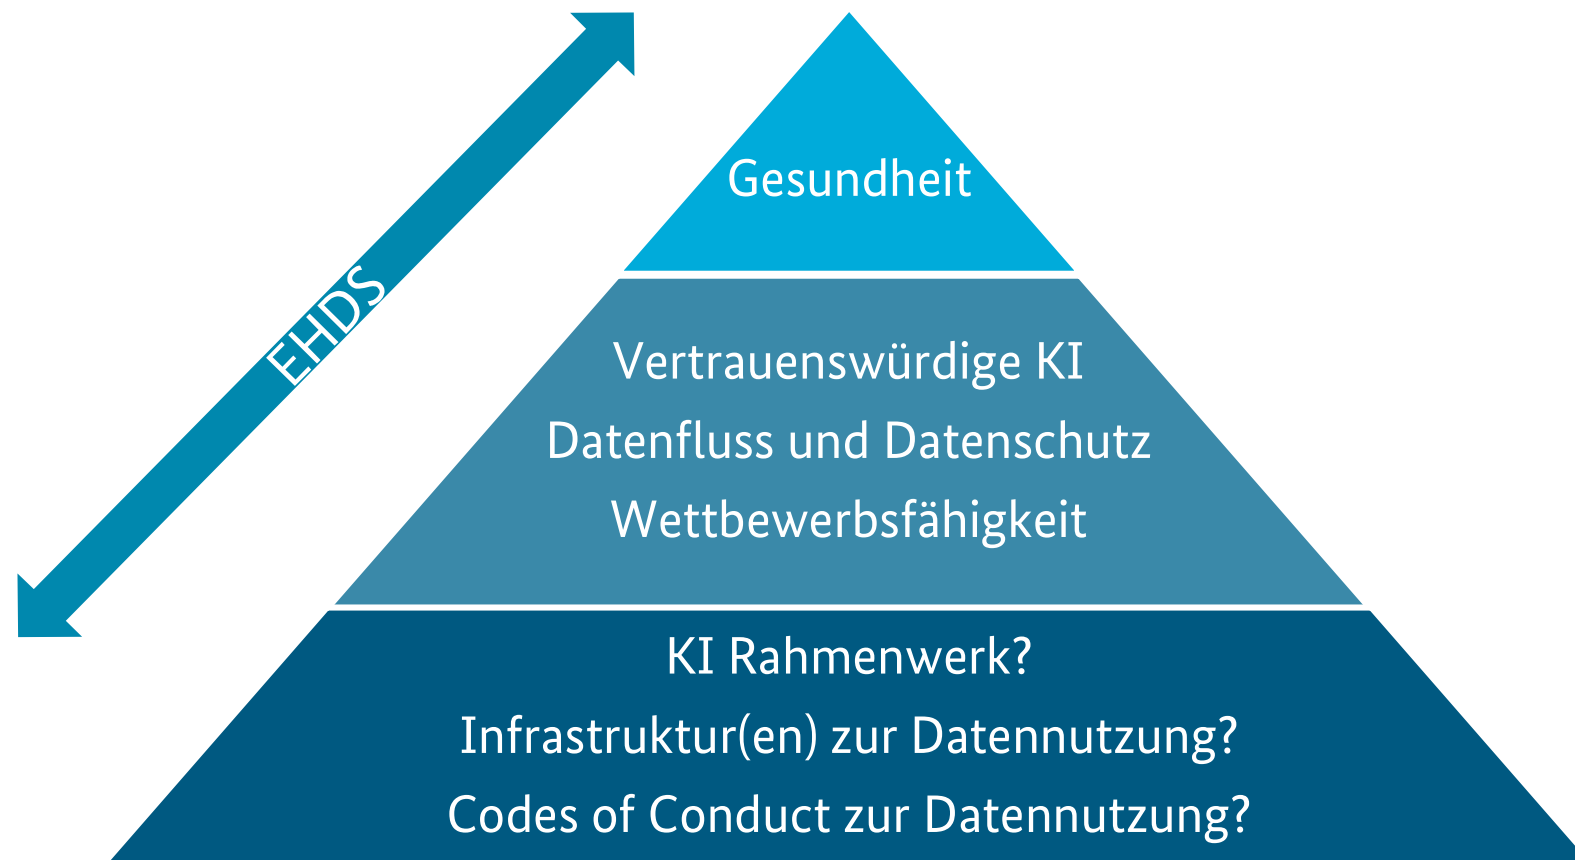 Gesundheit
EHDS
Vertrauenswürdige KI
Datenfluss und Datenschutz
Wettbewerbsfähigkeit
KI Rahmenwerk?
Infrastruktur(en) zur Datennutzung?
Codes of Conduct zur Datennutzung?